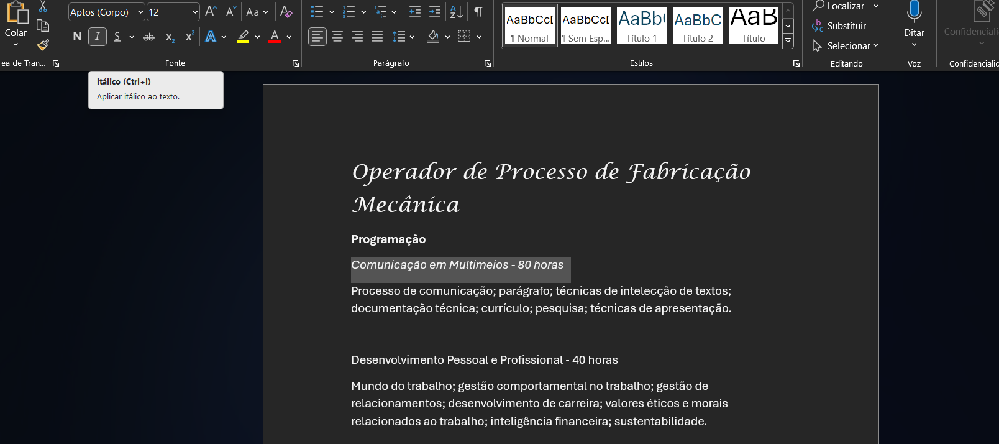 Aptos (Corpo) 12 Aa
Colar
N I S ab x₂ x² A A
rea de Tran... Fonte Parágrafo Estilos Editando Voz
AaBbCcD AaBbCcD AaBb AaBbC AaB
¶ Normal ¶ Sem Esp... Título 1 Título 2 Título
Localizar
Substituir
Selecionar
Ditar
Confidenciali
Confidencialid
Itálico (Ctrl+I)
Aplicar itálico ao texto.
Operador de Processo de Fabricação
Mecânica
Programação
Comunicação em Multimeios - 80 horas
Processo de comunicação; parágrafo; técnicas de intelecção de textos;
documentação técnica; currículo; pesquisa; técnicas de apresentação.
Desenvolvimento Pessoal e Profissional - 40 horas
Mundo do trabalho; gestão comportamental no trabalho; gestão de
relacionamentos; desenvolvimento de carreira; valores éticos e morais
relacionados ao trabalho; inteligência financeira; sustentabilidade.